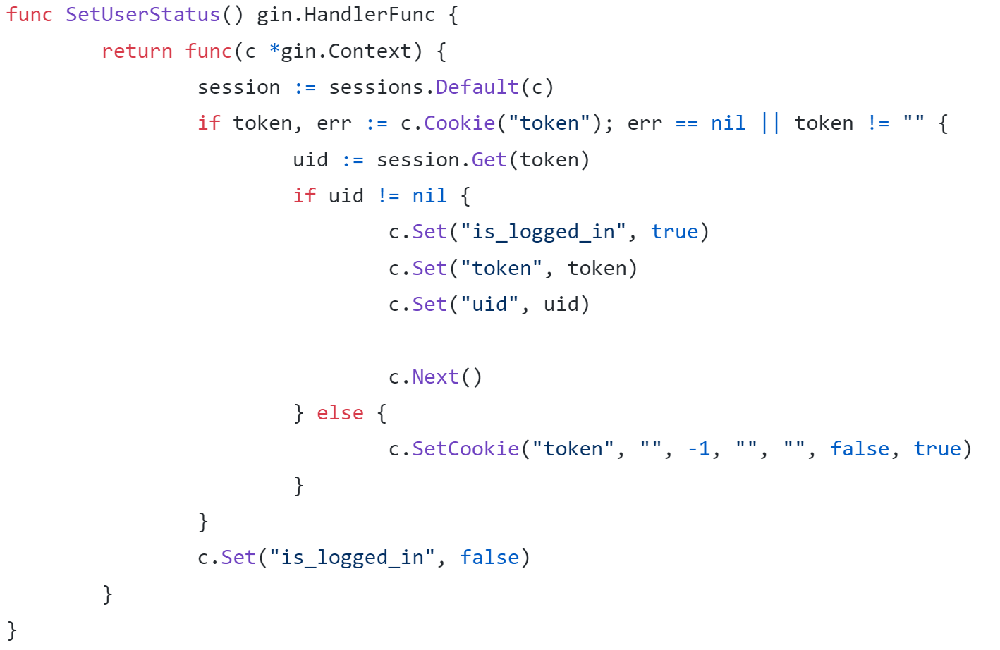 func SetUserStatus() gin.HandlerFunc {
return func(c *gin.Context) {
session := sessions.Default(c)
if token, err := c.Cookie("token"); err == nil || token != "" {
uid := session.Get(token)
if uid != nil {
c.Set("is_logged_in", true)
c.Set("token", token)
c.Set("uid", uid)
c.Next()
} else {
c.SetCookie("token", "", -1, "", "", false, true)
}
}
c.Set("is_logged_in", false)
}
}